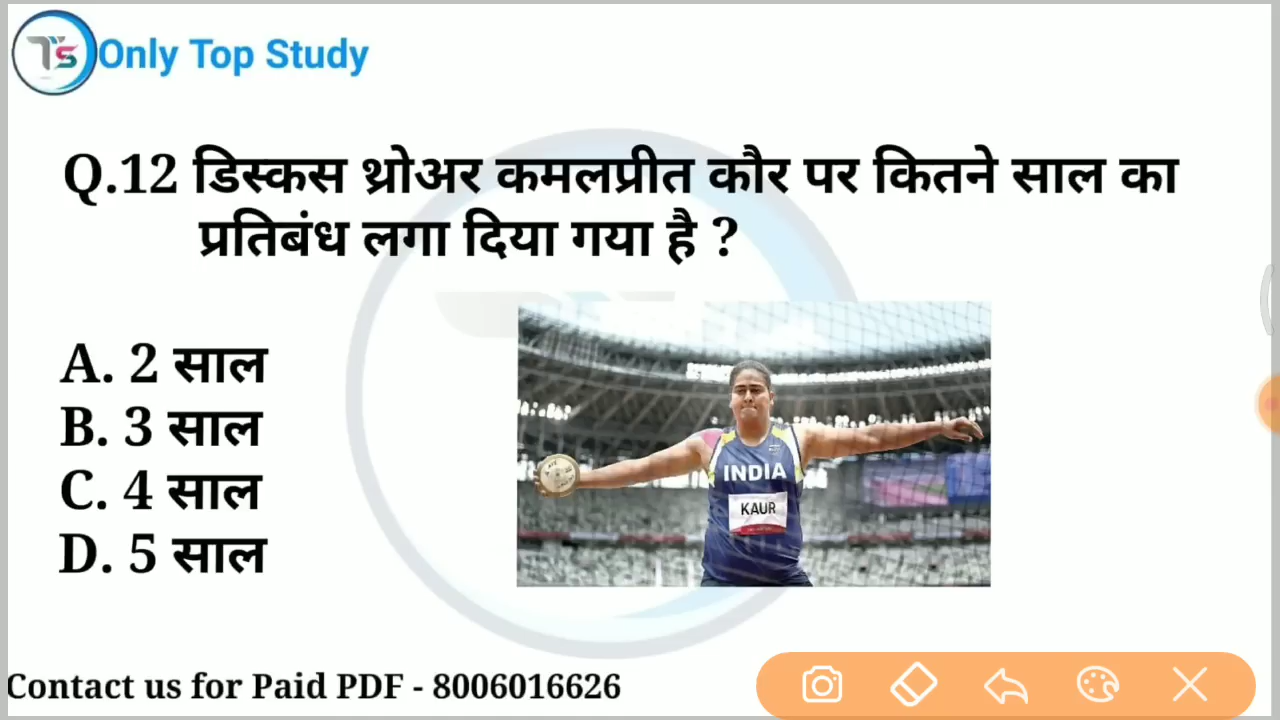 TS Only Top Study
Q.12 डिस्कस थ्रोअर कमलप्रीत कौर पर कितने साल का
प्रतिबंध लगा दिया गया है ?
A. 2 साल
B. 3 साल
C. 4 साल
D. 5 साल
INDIA
KAUR
Contact us for Paid PDF - 8006016626